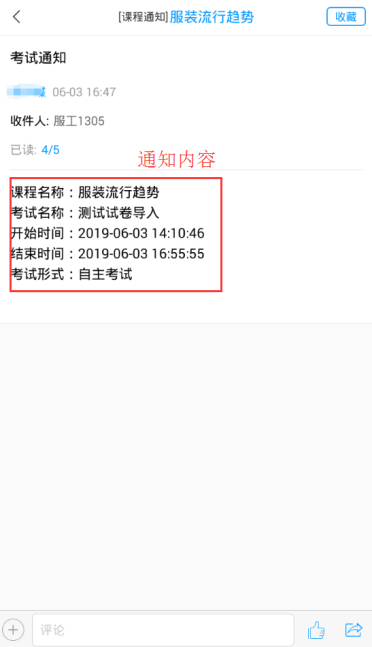 [课程通知]服装流行趋势
收藏
考试通知
06-03 16:47
收件人: 服工1305
已读: 4/5
通知内容
课程名称：服装流行趋势
考试名称：测试试卷导入
开始时间：2019-06-03 14:10:46
结束时间：2019-06-03 16:55:55
考试形式：自主考试
评论